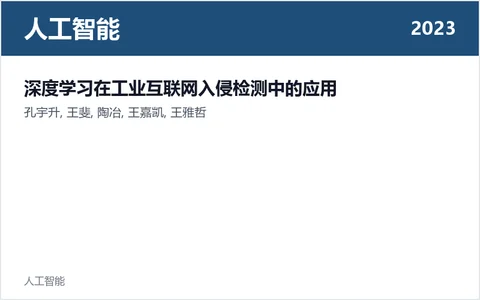 人工智能
2023
深度学习在工业互联网入侵检测中的应用
孔宇升, 王斐, 陶冶, 王嘉凯, 王雅哲
人工智能